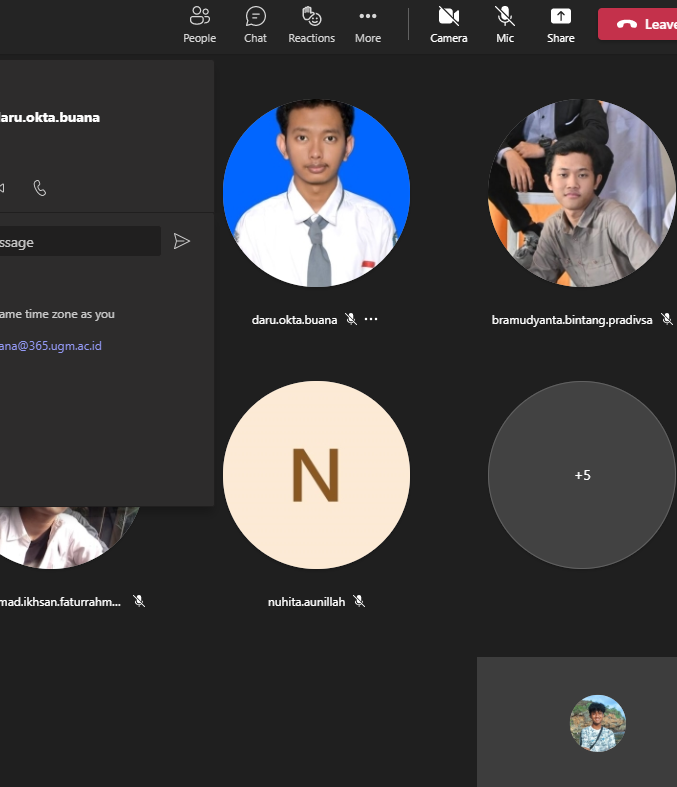 People
Chat
Reactions
More
Camera
Mic
Share
Leave
daru.okta.buana
ssage
ame time zone as you
ana@365.ugm.ac.id
daru.okta.buana
bramudyanta.bintang.pradivsa
N
+5
mad.ikhsan.faturrahm...
nuhita.aunillah